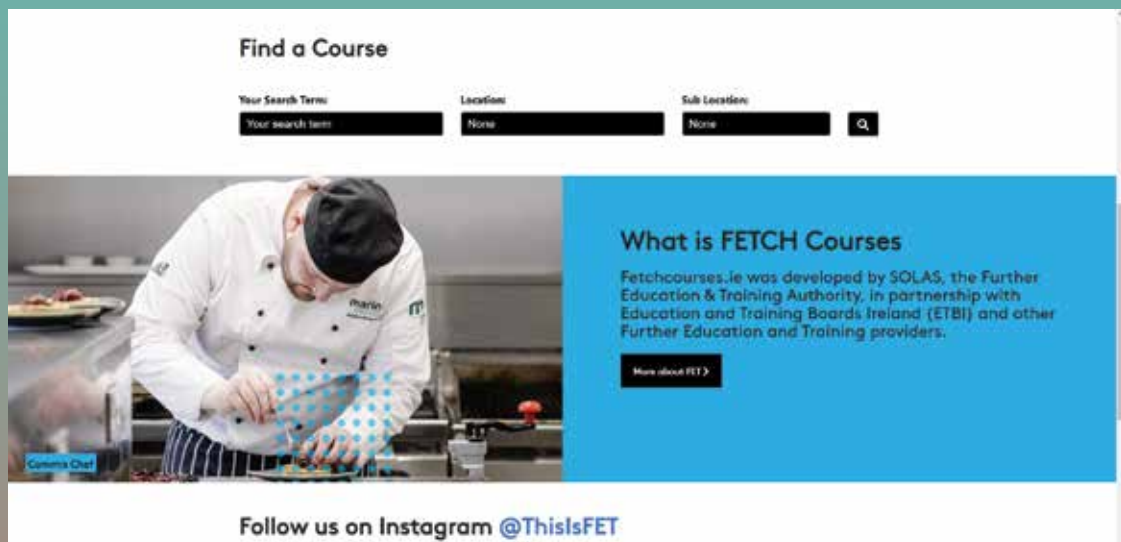 Find a Course
Your Search Term:
Location:
Sub Location:
Your search term
None
None
What is FETCH Courses
Fetchcourses.ie was developed by SOLAS, the Further
Education & Training Authority, in partnership with
Education and Training Boards Ireland (ETBI) and other
Further Education and Training providers.
More about FET >
marin
Commis Chef
Follow us on Instagram @ThisIsFET